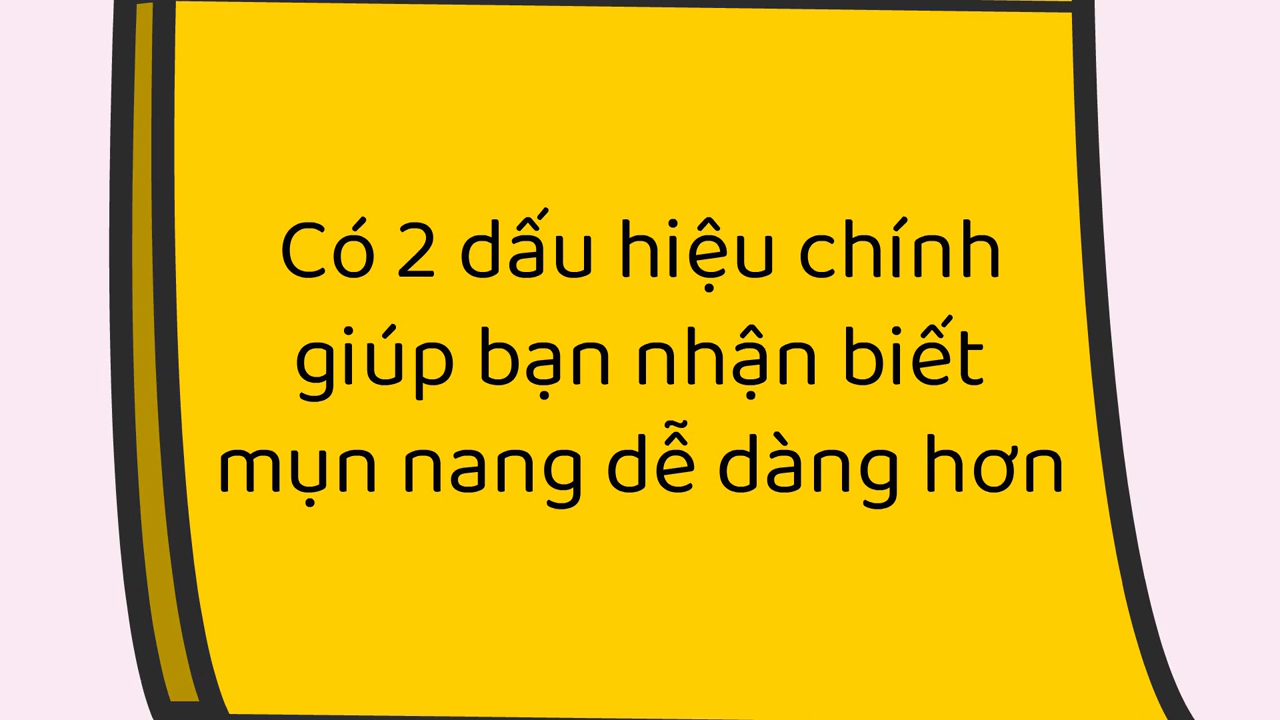 Có 2 dấu hiệu chính
giúp bạn nhận biết
mụn nang dễ dàng hơn